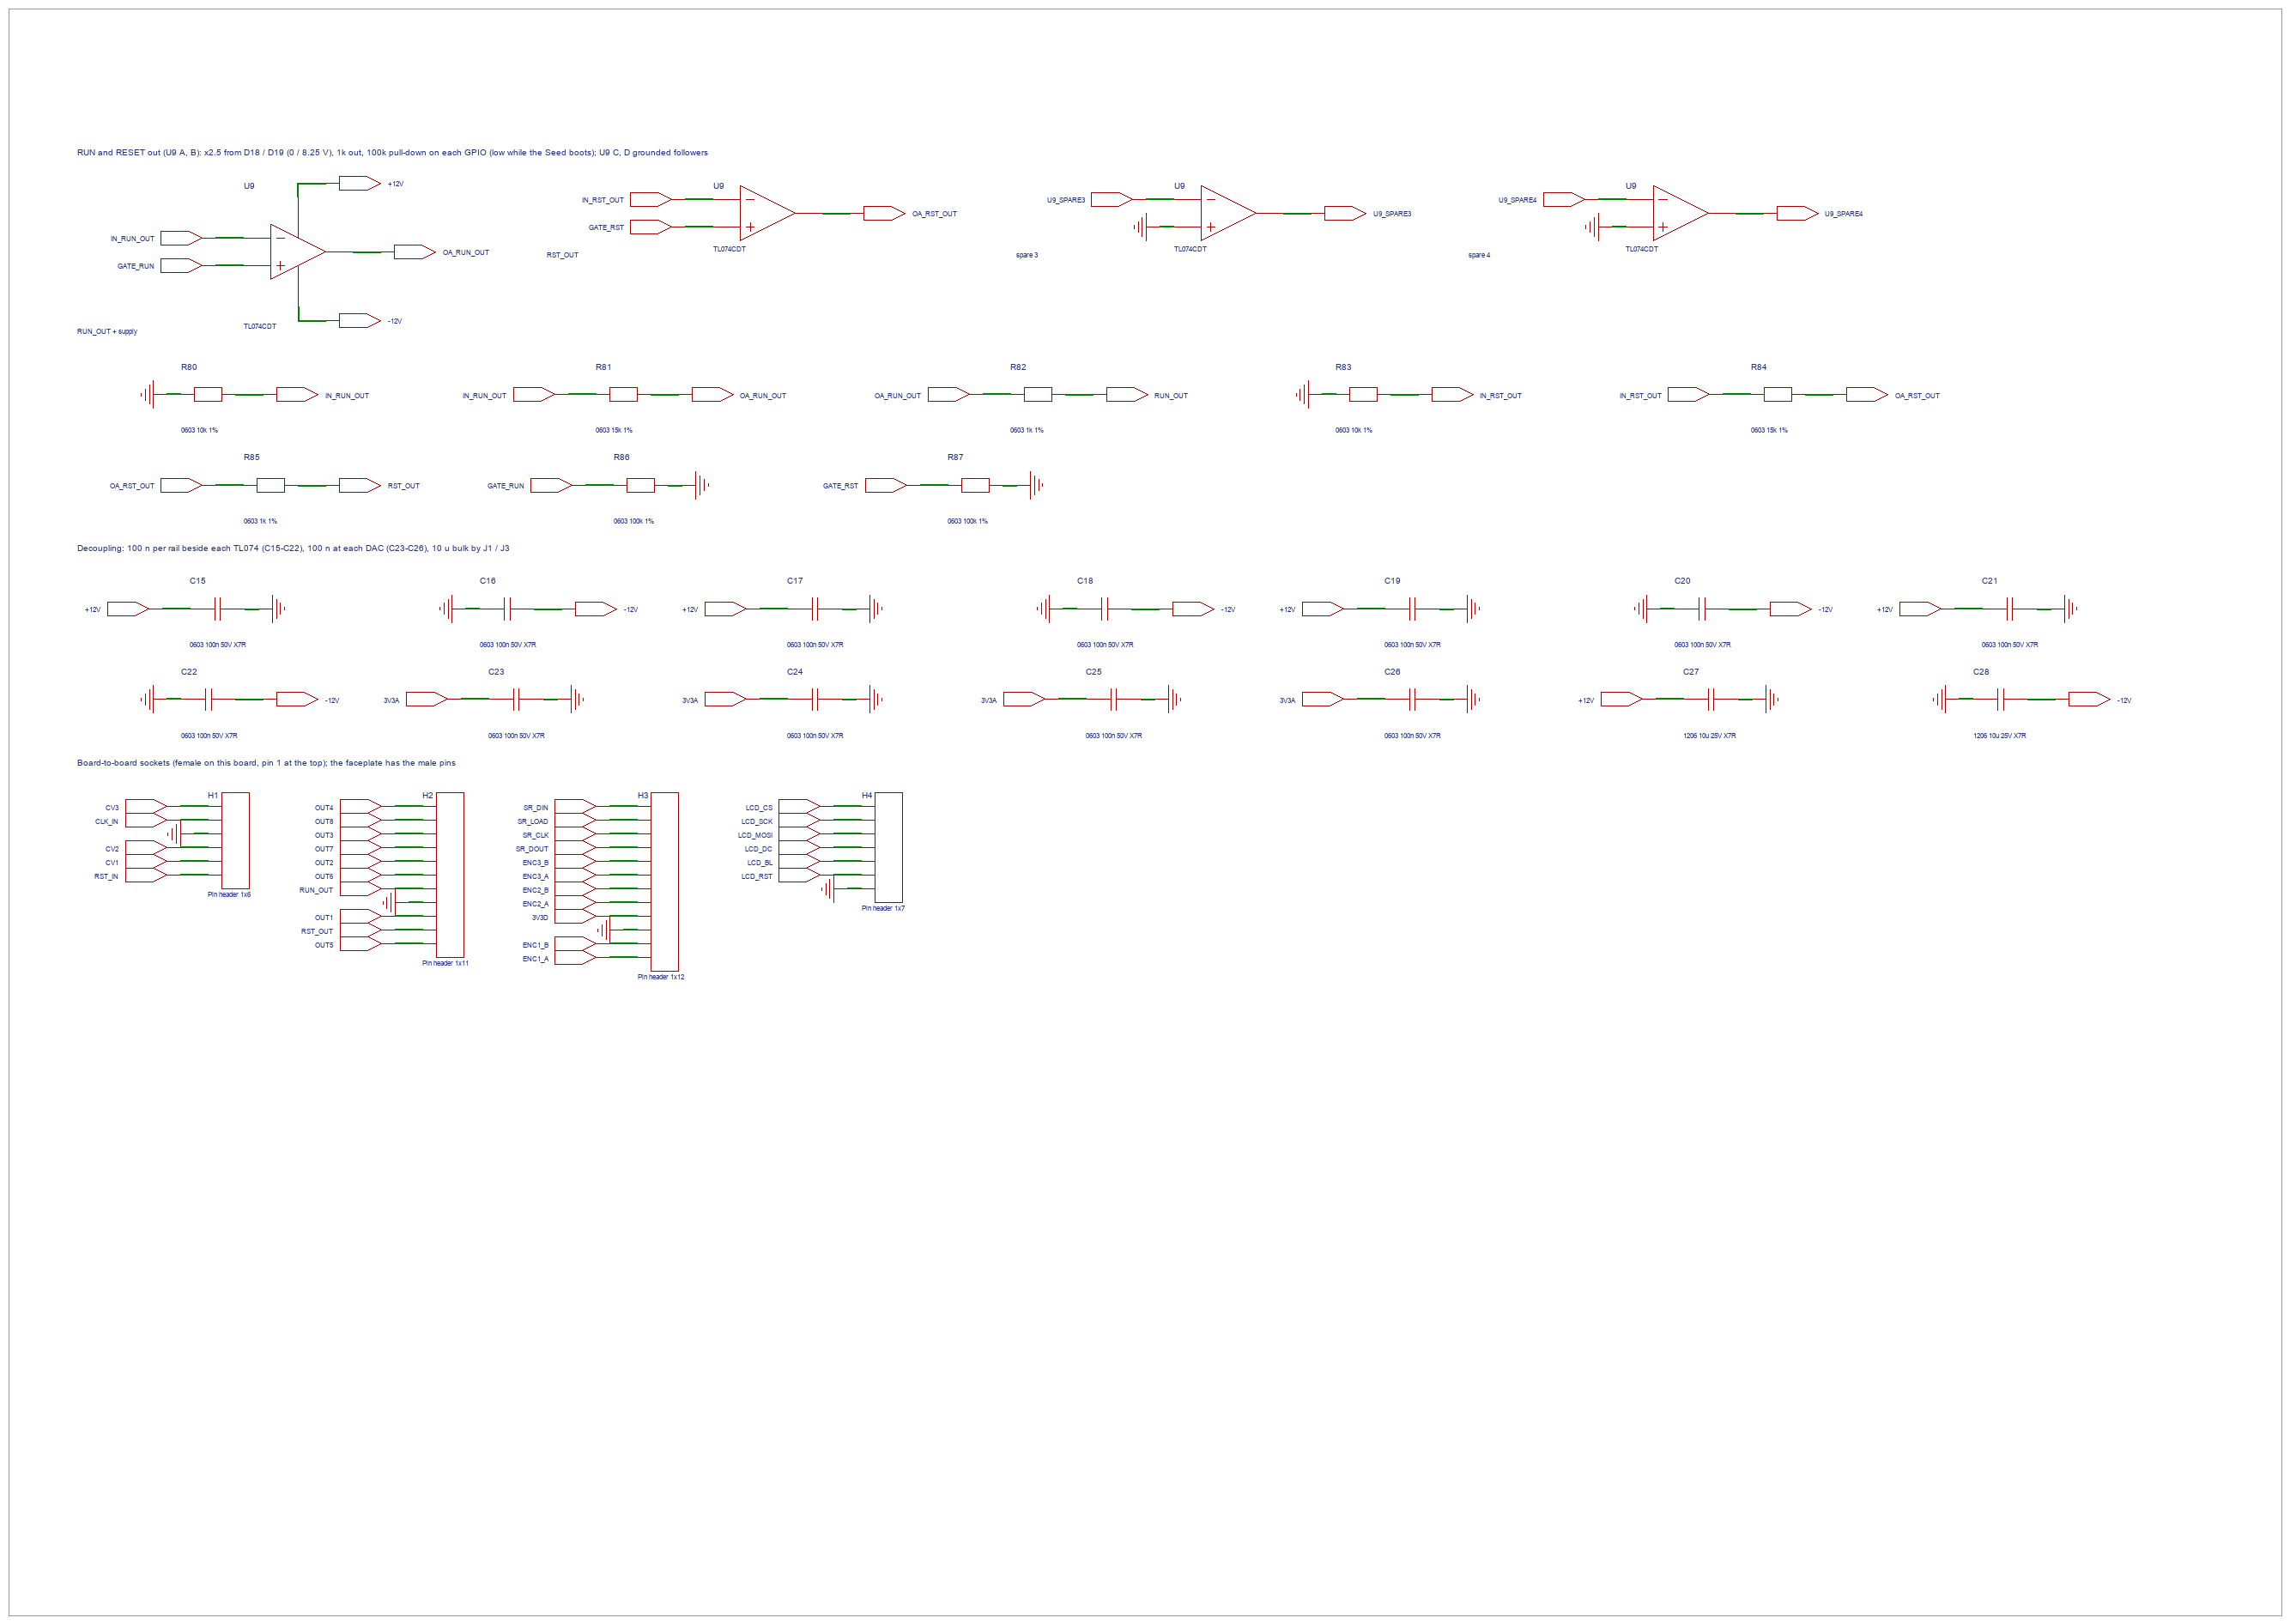 RUN and RESET out (U9 A, B): x2.5 from D18 / D19 (0 / 8.25 V), 1k out, 100k pull-down on each GPIO (low while the Seed boots); U9 C, D grounded followers
U9
+12V
IN_RUN_OUT
GATE_RUN
OA_RUN_OUT
-12V
TL074CDT
RUN_OUT + supply
U9
IN_RST_OUT
GATE_RST
OA_RST_OUT
TL074CDT
RST_OUT
U9
U9_SPARE3
U9_SPARE3
TL074CDT
spare 3
U9
U9_SPARE4
U9_SPARE4
TL074CDT
spare 4
R80
IN_RUN_OUT
0603 10k 1%
R81
IN_RUN_OUT
OA_RUN_OUT
0603 15k 1%
R82
OA_RUN_OUT
RUN_OUT
0603 1k 1%
R83
IN_RST_OUT
0603 10k 1%
R84
IN_RST_OUT
OA_RST_OUT
0603 15k 1%
R85
OA_RST_OUT
RST_OUT
0603 1k 1%
R86
GATE_RUN
0603 100k 1%
R87
GATE_RST
0603 100k 1%
Decoupling: 100 n per rail beside each TL074 (C15-C22), 100 n at each DAC (C23-C26), 10 u bulk by J1 / J3
C15
+12V
0603 100n 50V X7R
C16
-12V
0603 100n 50V X7R
C17
+12V
0603 100n 50V X7R
C18
-12V
0603 100n 50V X7R
C19
+12V
0603 100n 50V X7R
C20
-12V
0603 100n 50V X7R
C21
+12V
0603 100n 50V X7R
C22
-12V
0603 100n 50V X7R
C23
3V3A
0603 100n 50V X7R
C24
3V3A
0603 100n 50V X7R
C25
3V3A
0603 100n 50V X7R
C26
3V3A
0603 100n 50V X7R
C27
+12V
1206 10u 25V X7R
C28
-12V
1206 10u 25V X7R
Board-to-board sockets (female on this board, pin 1 at the top); the faceplate has the male pins
H1
CV3
CLK_IN
CV2
CV1
RST_IN
Pin header 1x6
H2
OUT4
OUT8
OUT3
OUT7
OUT2
OUT6
RUN_OUT
OUT1
RST_OUT
OUT5
Pin header 1x11
H3
SR_DIN
SR_LOAD
SR_CLK
SR_DOUT
ENC3_B
ENC3_A
ENC2_B
ENC2_A
3V3D
ENC1_B
ENC1_A
Pin header 1x12
H4
LCD_CS
LCD_SCK
LCD_MOSI
LCD_DC
LCD_BL
LCD_RST
Pin header 1x7